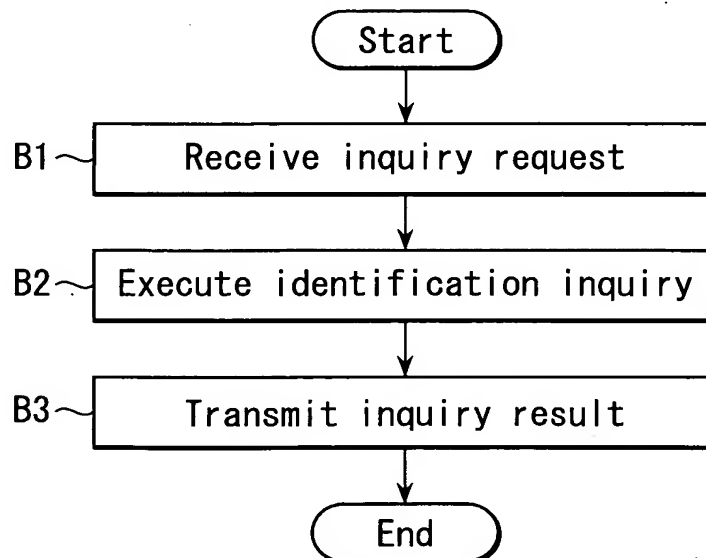 Start
B1 Receive inquiry request
B2 Execute identification inquiry
B3 Transmit inquiry result
End